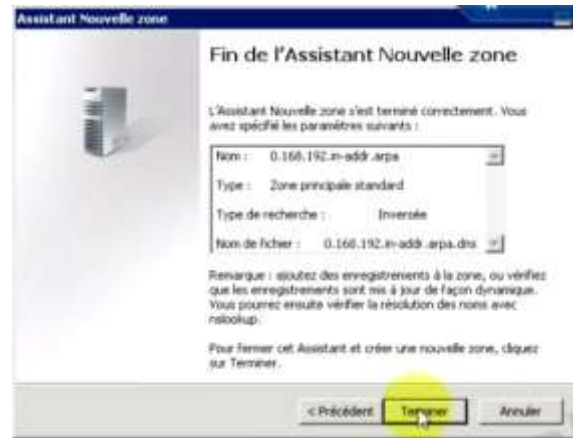 Assistant Nouvelle zone
Fin de l'Assistant Nouvelle zone
L'Assistant Nouvelle zone s'est terminé correctement. Vous
avez spécifié les paramètres suivants :
Nom : 0.168.192.in-addr.arpa
Type : Zone principale standard
Type de recherche : Inversée
Nom de fichier : 0.168.192.in-addr.arpa.dns
Remarque : ajoutez des enregistrements à la zone, ou vérifiez
que les enregistrements sont mis à jour de façon dynamique.
Vous pourrez ensuite vérifier la résolution des noms avec
nslookup.
Pour fermer cet Assistant et créer une nouvelle zone, cliquez
sur Terminer.
< Précédent Terminer Annuler